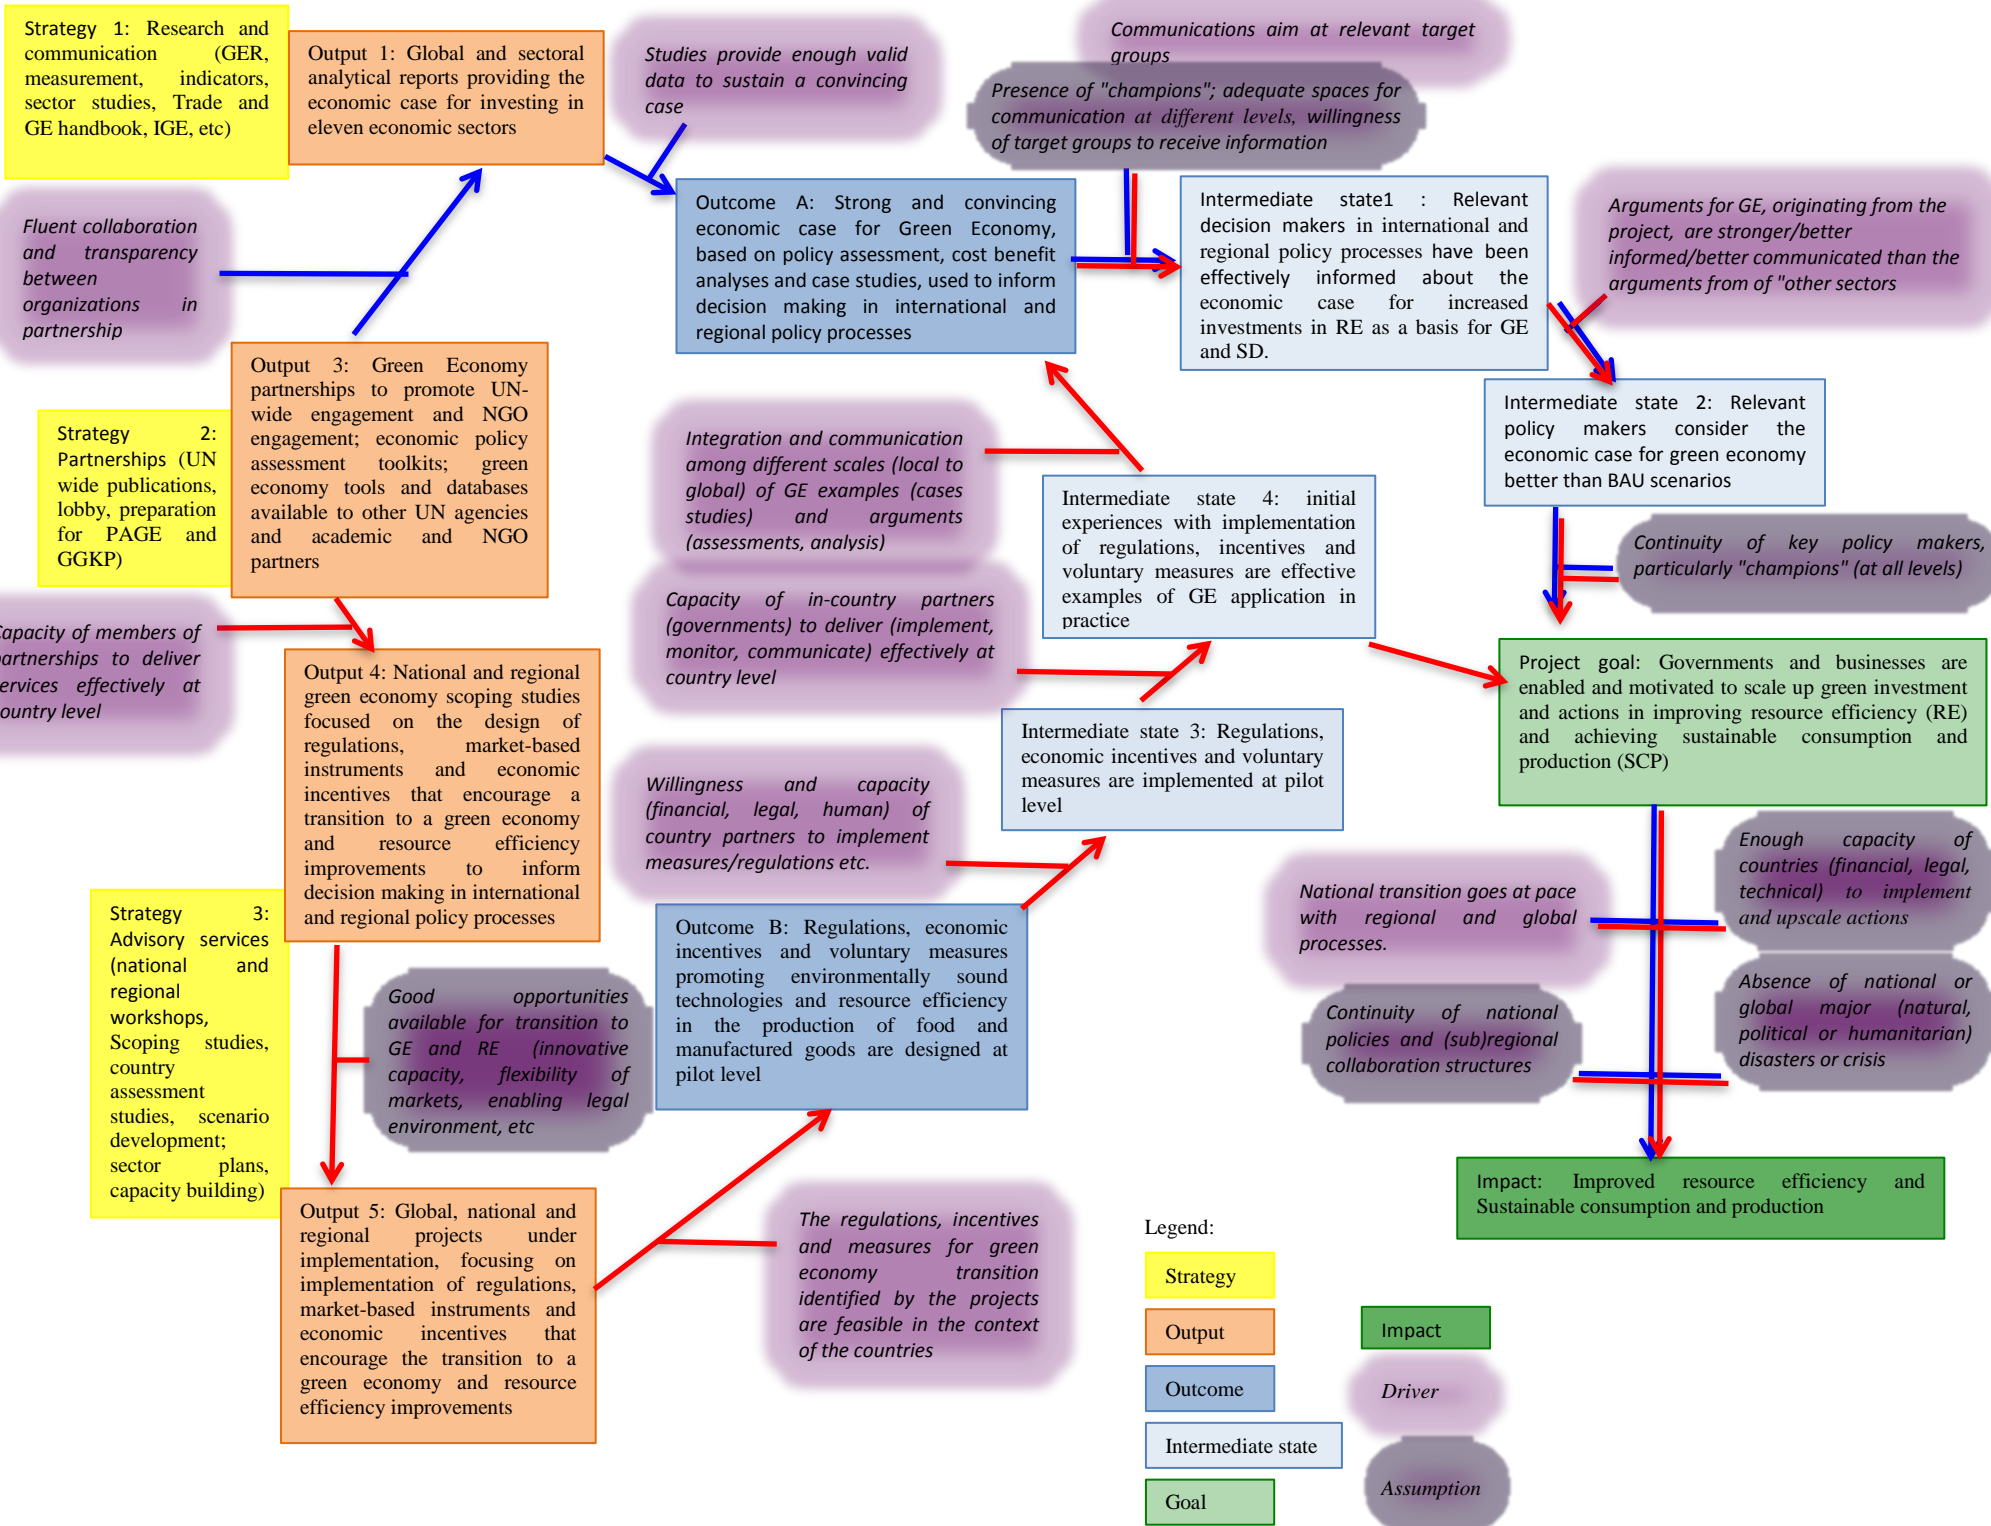 Strategy 1: Research and
communication (GER,
measurement, indicators,
sector studies, Trade and
GE handbook, IGE, etc)
Output 1: Global and sectoral
analytical reports providing the
economic case for investing in
eleven economic sectors
Studies provide enough valid
data to sustain a convincing
case
Communications aim at relevant target
groups
Presence of "champions"; adequate spaces for
communication at different levels, willingness
of target groups to receive information
Fluent collaboration
and transparency
between
organizations in
partnership
Outcome A: Strong and convincing
economic case for Green Economy,
based on policy assessment, cost benefit
analyses and case studies, used to inform
decision making in international and
regional policy processes
Intermediate state1 : Relevant
decision makers in international and
regional policy processes have been
effectively informed about the
economic case for increased
investments in RE as a basis for GE
and SD.
Arguments for GE, originating from the
project, are stronger/better
informed/better communicated than the
arguments from of "other sectors
Output 3: Green Economy
partnerships to promote UN-
wide engagement and NGO
engagement; economic policy
assessment toolkits; green
economy tools and databases
available to other UN agencies
and academic and NGO
partners
Strategy 2:
Partnerships (UN
wide publications,
lobby, preparation
for PAGE and
GGKP)
Intermediate state 2: Relevant
policy makers consider the
economic case for green economy
better than BAU scenarios
Integration and communication
among different scales (local to
global) of GE examples (cases
studies) and arguments
(assessments, analysis)
Intermediate state 4: initial
experiences with implementation
of regulations, incentives and
voluntary measures are effective
examples of GE application in
practice
Continuity of key policy makers,
particularly "champions" (at all levels)
Capacity of in-country partners
(governments) to deliver (implement,
monitor, communicate) effectively at
country level
Capacity of members of
partnerships to deliver
services effectively at
country level
Output 4: National and regional
green economy scoping studies
focused on the design of
regulations, market-based
instruments and economic
incentives that encourage a
transition to a green economy
and resource efficiency
improvements to inform
decision making in international
and regional policy processes
Project goal: Governments and businesses are
enabled and motivated to scale up green investment
and actions in improving resource efficiency (RE)
and achieving sustainable consumption and
production (SCP)
Intermediate state 3: Regulations,
economic incentives and voluntary
measures are implemented at pilot
level
Willingness and capacity
(financial, legal, human) of
country partners to implement
measures/regulations etc.
Enough capacity of
countries (financial, legal,
technical) to implement
and upscale actions
National transition goes at pace
with regional and global
processes.
Strategy 3:
Advisory services
(national and
regional
workshops,
Scoping studies,
country
assessment
studies, scenario
development;
sector plans,
capacity building)
Outcome B: Regulations, economic
incentives and voluntary measures
promoting environmentally sound
technologies and resource efficiency
in the production of food and
manufactured goods are designed at
pilot level
Good opportunities
available for transition to
GE and RE (innovative
capacity, flexibility of
markets, enabling legal
environment, etc
Absence of national or
global major (natural,
political or humanitarian)
disasters or crisis
Continuity of national
policies and (sub)regional
collaboration structures
Impact: Improved resource efficiency and
Sustainable consumption and production
Output 5: Global, national and
regional projects under
implementation, focusing on
implementation of regulations,
market-based instruments and
economic incentives that
encourage the transition to a
green economy and resource
efficiency improvements
The regulations, incentives
and measures for green
economy transition
identified by the projects
are feasible in the context
of the countries
Legend:
Strategy
Output
Outcome
Intermediate state
Goal
Impact
Driver
Assumption